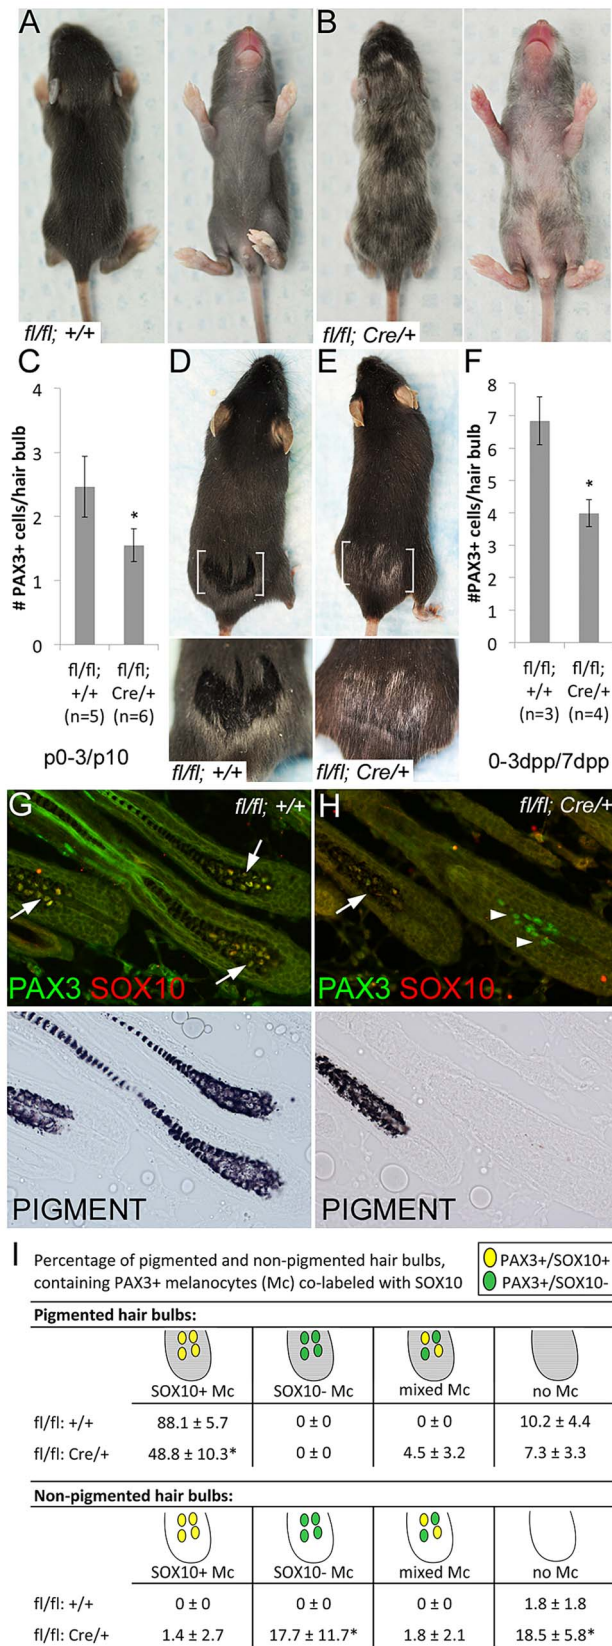 A
B
fl/fl; +/+
fl/fl; Cre/+
C
D
E
F
# PAX3+ cells/hair bulb
4
3
2
1
0
*
fl/fl; +/+ (n=5)
fl/fl; Cre/+ (n=6)
p0-3/p10
fl/fl; +/+
fl/fl; Cre/+
#PAX3+ cells/hair bulb
8
7
6
5
4
3
2
1
0
*
fl/fl; +/+ (n=3)
fl/fl; Cre/+ (n=4)
0-3dpp/7dpp
G
fl/fl; +/+
PAX3 SOX10
H
fl/fl; Cre/+
PAX3 SOX10
PIGMENT
PIGMENT
I
Percentage of pigmented and non-pigmented hair bulbs,
containing PAX3+ melanocytes (Mc) co-labeled with SOX10
PAX3+/SOX10+
PAX3+/SOX10-
Pigmented hair bulbs:
SOX10+ Mc SOX10- Mc mixed Mc no Mc
fl/fl: +/+ 88.1 ± 5.7 0 ± 0 0 ± 0 10.2 ± 4.4
fl/fl: Cre/+ 48.8 ± 10.3* 0 ± 0 4.5 ± 3.2 7.3 ± 3.3
Non-pigmented hair bulbs:
SOX10+ Mc SOX10- Mc mixed Mc no Mc
fl/fl: +/+ 0 ± 0 0 ± 0 0 ± 0 1.8 ± 1.8
fl/fl: Cre/+ 1.4 ± 2.7 17.7 ± 11.7* 1.8 ± 2.1 18.5 ± 5.8*